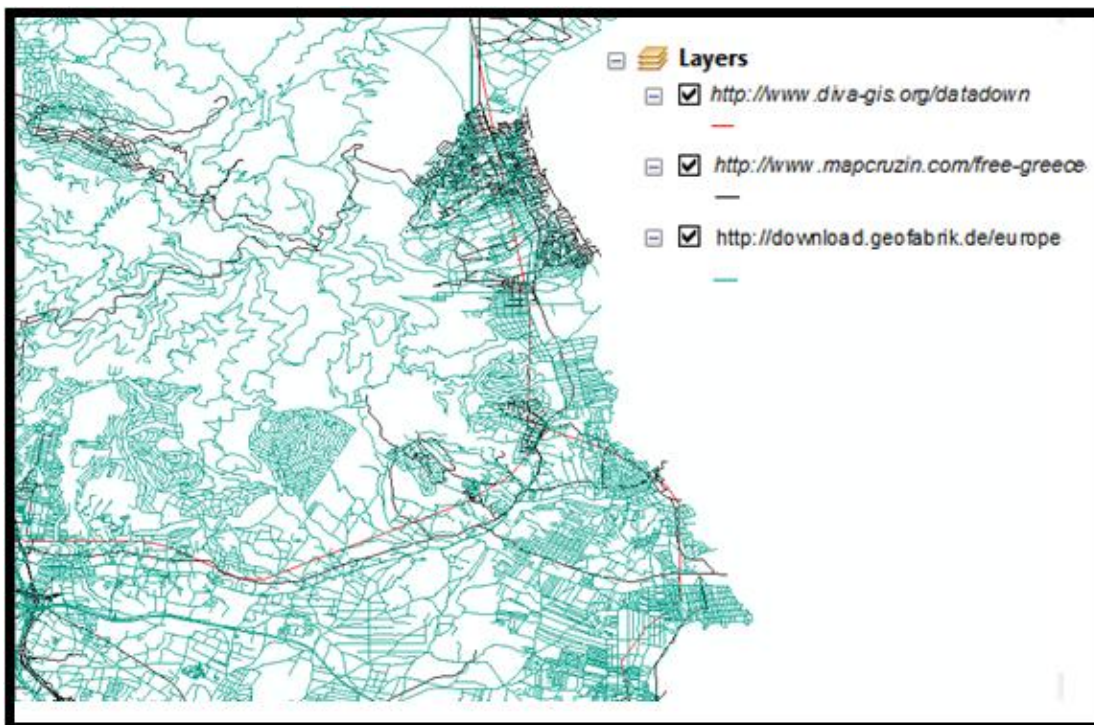 Layers
http://www.diva-gis.org/datadown
http://www.mapcruzin.com/free-greece-
http://download.geofabrik.de/europe